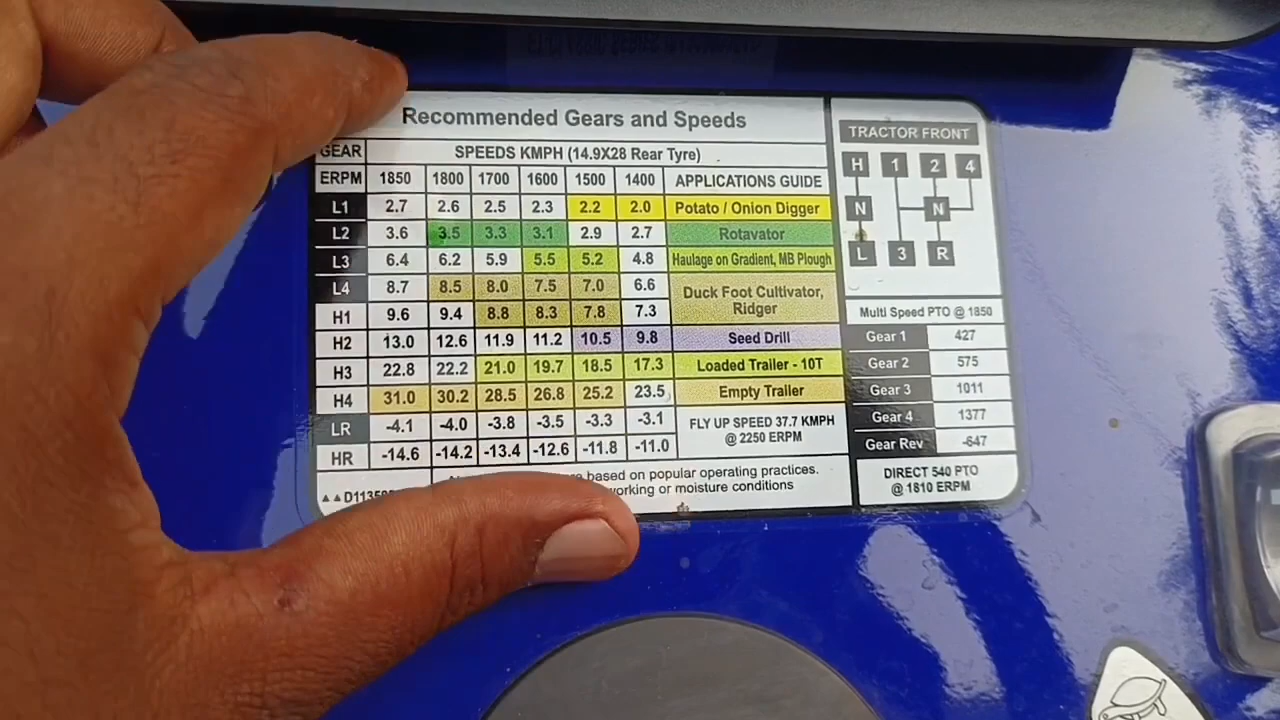 Recommended Gears and Speeds
GEAR SPEEDS KMPH (14.9X28 Rear Tyre)
ERPM 1850 1800 1700 1600 1500 1400 APPLICATIONS GUIDE
L1 2.7 2.6 2.5 2.3 2.2 2.0 Potato / Onion Digger
L2 3.6 3.5 3.3 3.1 2.9 2.7 Rotavator
L3 6.4 6.2 5.9 5.5 5.2 4.8 Haulage on Gradient, MB Plough
L4 8.7 8.5 8.0 7.5 7.0 6.6 Duck Foot Cultivator,
H1 9.6 9.4 8.8 8.3 7.8 7.3 Ridger
H2 13.0 12.6 11.9 11.2 10.5 9.8 Seed Drill
H3 22.8 22.2 21.0 19.7 18.5 17.3 Loaded Trailer - 10T
H4 31.0 30.2 28.5 26.8 25.2 23.5 Empty Trailer
LR -4.1 -4.0 -3.8 -3.5 -3.3 -3.1 FLY UP SPEED 37.7 KMPH
HR -14.6 -14.2 -13.4 -12.6 -11.8 -11.0 @ 2250 ERPM
based on popular operating practices.
working or moisture conditions
TRACTOR FRONT
H 1 2 4
N N
L 3 R
Multi Speed PTO @ 1850
Gear 1 427
Gear 2 575
Gear 3 1011
Gear 4 1377
Gear Rev -647
DIRECT 540 PTO
@ 1810 ERPM